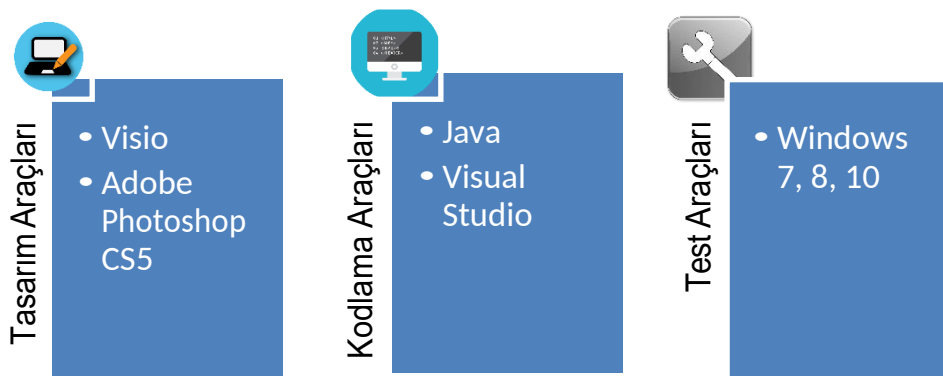 Tasarım Araçları
• Visio
• Adobe
Photoshop
CS5
Kodlama Araçları
• Java
• Visual
Studio
Test Araçları
• Windows
7, 8, 10